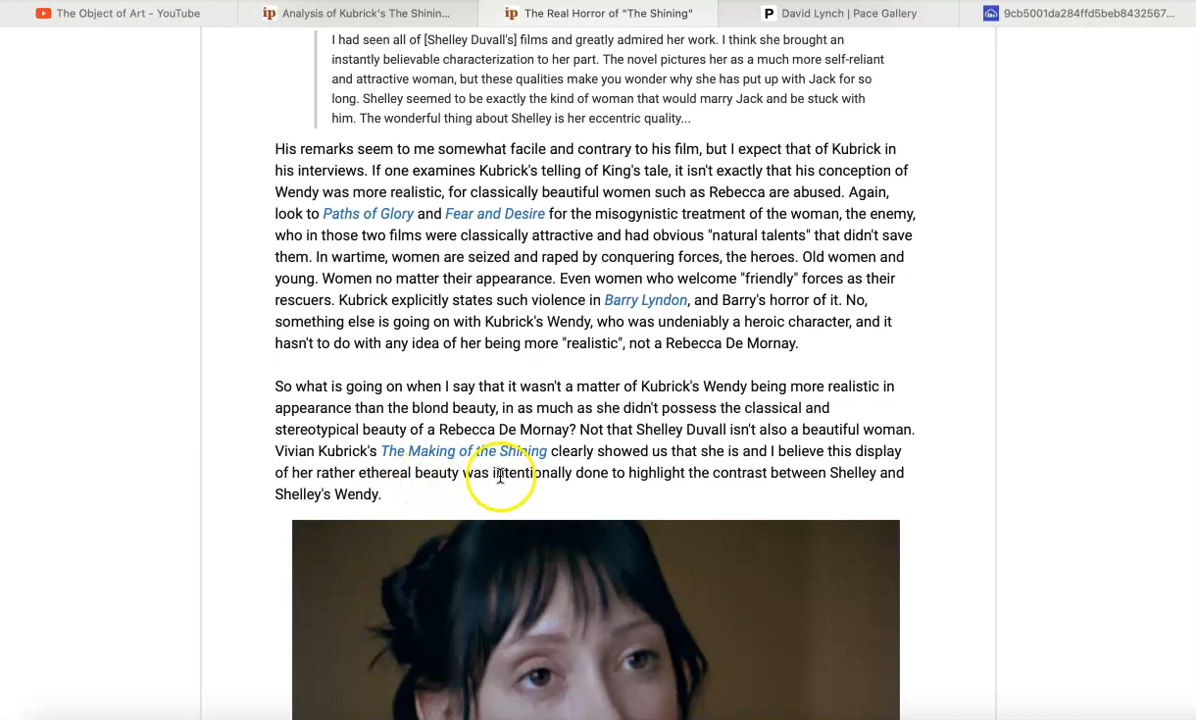 The Object of Art - YouTube
ip Analysis of Kubrick's The Shinin...
ip The Real Horror of "The Shining"
P David Lynch | Pace Gallery
9cb5001da284ffd5beb8432567...
I had seen all of [Shelley Duvall's] films and greatly admired her work. I think she brought an
instantly believable characterization to her part. The novel pictures her as a much more self-reliant
and attractive woman, but these qualities make you wonder why she has put up with Jack for so
long. Shelley seemed to be exactly the kind of woman that would marry Jack and be stuck with
him. The wonderful thing about Shelley is her eccentric quality...
His remarks seem to me somewhat facile and contrary to his film, but I expect that of Kubrick in
his interviews. If one examines Kubrick's telling of King's tale, it isn't exactly that his conception of
Wendy was more realistic, for classically beautiful women such as Rebecca are abused. Again,
look to Paths of Glory and Fear and Desire for the misogynistic treatment of the woman, the enemy,
who in those two films were classically attractive and had obvious "natural talents" that didn't save
them. In wartime, women are seized and raped by conquering forces, the heroes. Old women and
young. Women no matter their appearance. Even women who welcome "friendly" forces as their
rescuers. Kubrick explicitly states such violence in Barry Lyndon, and Barry's horror of it. No,
something else is going on with Kubrick's Wendy, who was undeniably a heroic character, and it
hasn't to do with any idea of her being more "realistic", not a Rebecca De Mornay.
So what is going on when I say that it wasn't a matter of Kubrick's Wendy being more realistic in
appearance than the blond beauty, in as much as she didn't possess the classical and
stereotypical beauty of a Rebecca De Mornay? Not that Shelley Duvall isn't also a beautiful woman.
Vivian Kubrick's The Making of the Shining clearly showed us that she is and I believe this display
of her rather ethereal beauty was intentionally done to highlight the contrast between Shelley and
Shelley's Wendy.